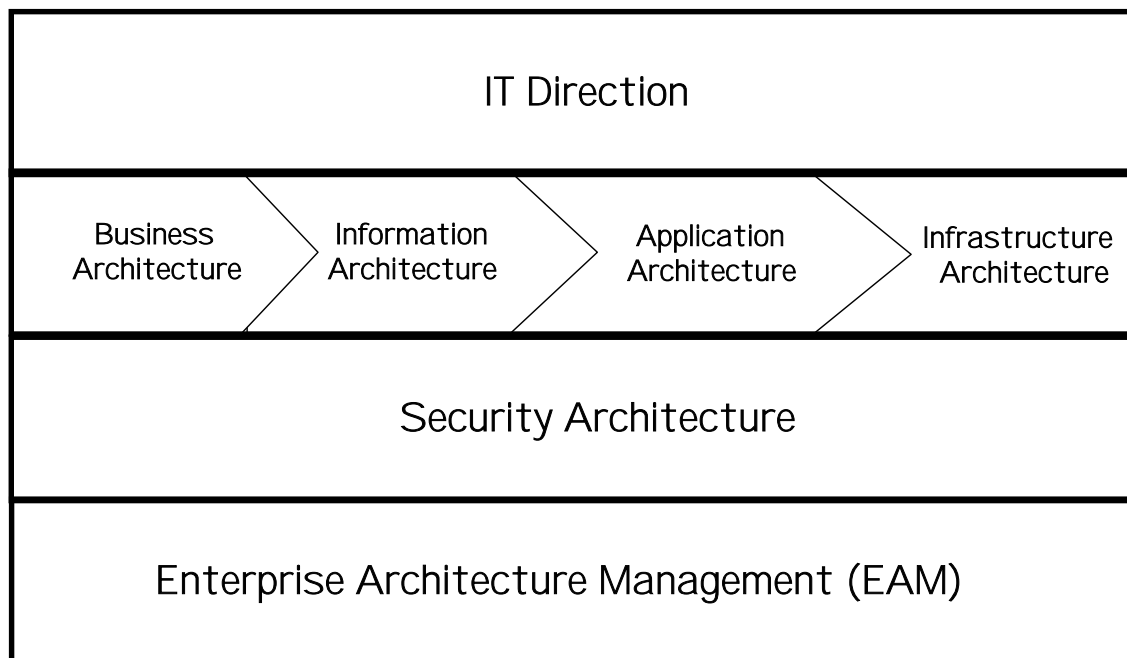 IT Direction
Business
Architecture
Information
Architecture
Application
Architecture
Infrastructure
Architecture
Security Architecture
Enterprise Architecture Management (EAM)